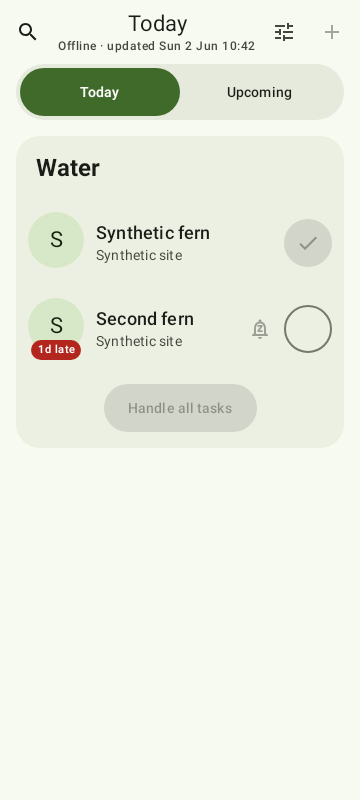 Today
Offline · updated Sun 2 Jun 10:42
Today
Upcoming
Water
S
Synthetic fern
Synthetic site
S
1d late
Second fern
Synthetic site
Handle all tasks